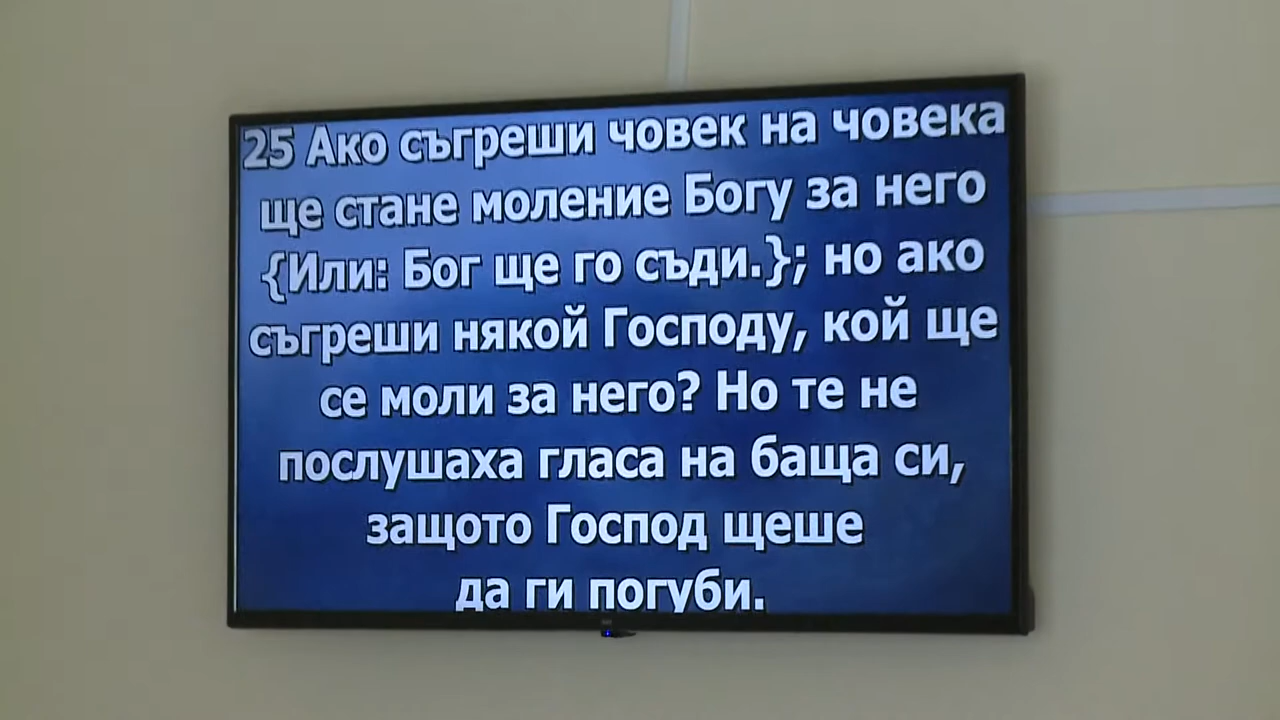 25 Ако съгреши човек на човека
ще стане моление Богу за него
{Или: Бог ще го съди.}; но ако
съгреши някой Господу, кой ще
се моли за него? Но те не
послушаха гласа на баща си,
защото Господ щеше
да ги погуби.